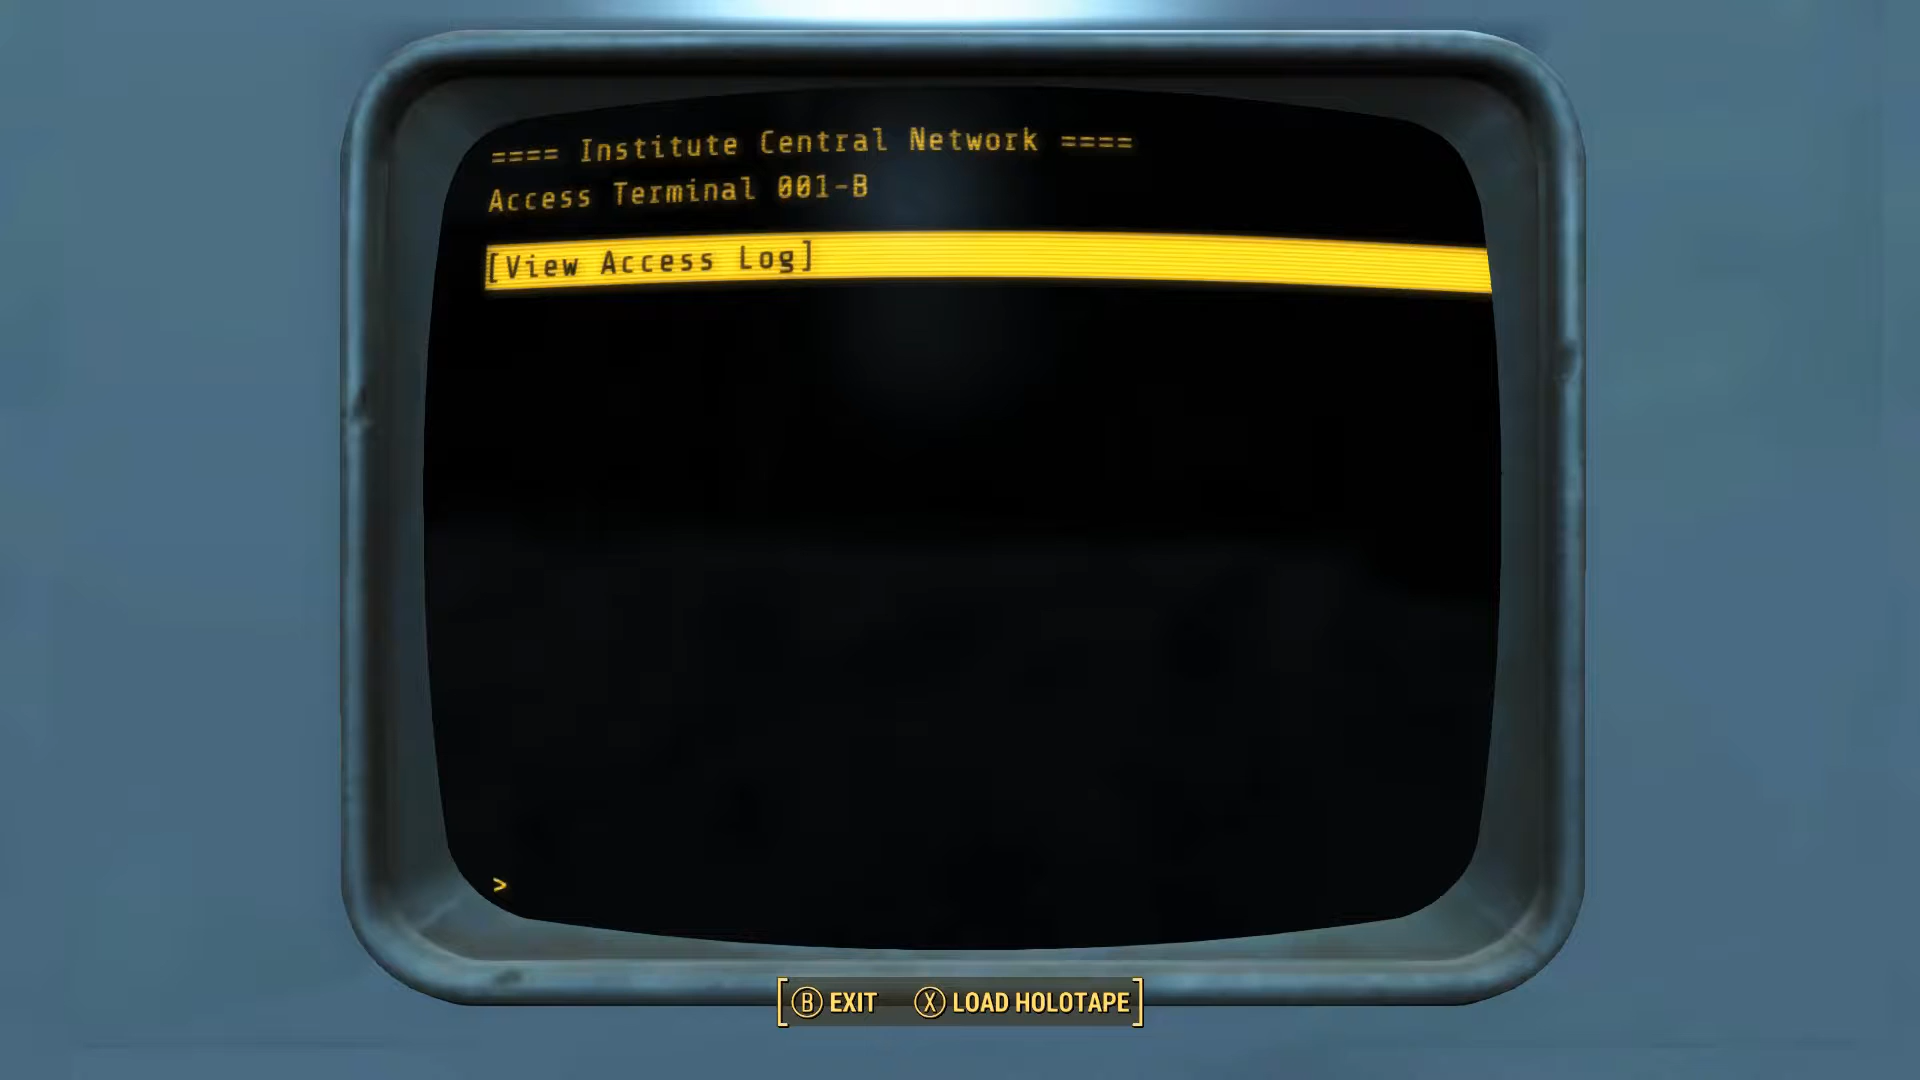 ==== Institute Central Network ====
Access Terminal 001-B
[View Access Log]
>
[Ⓑ EXIT Ⓧ LOAD HOLOTAPE]